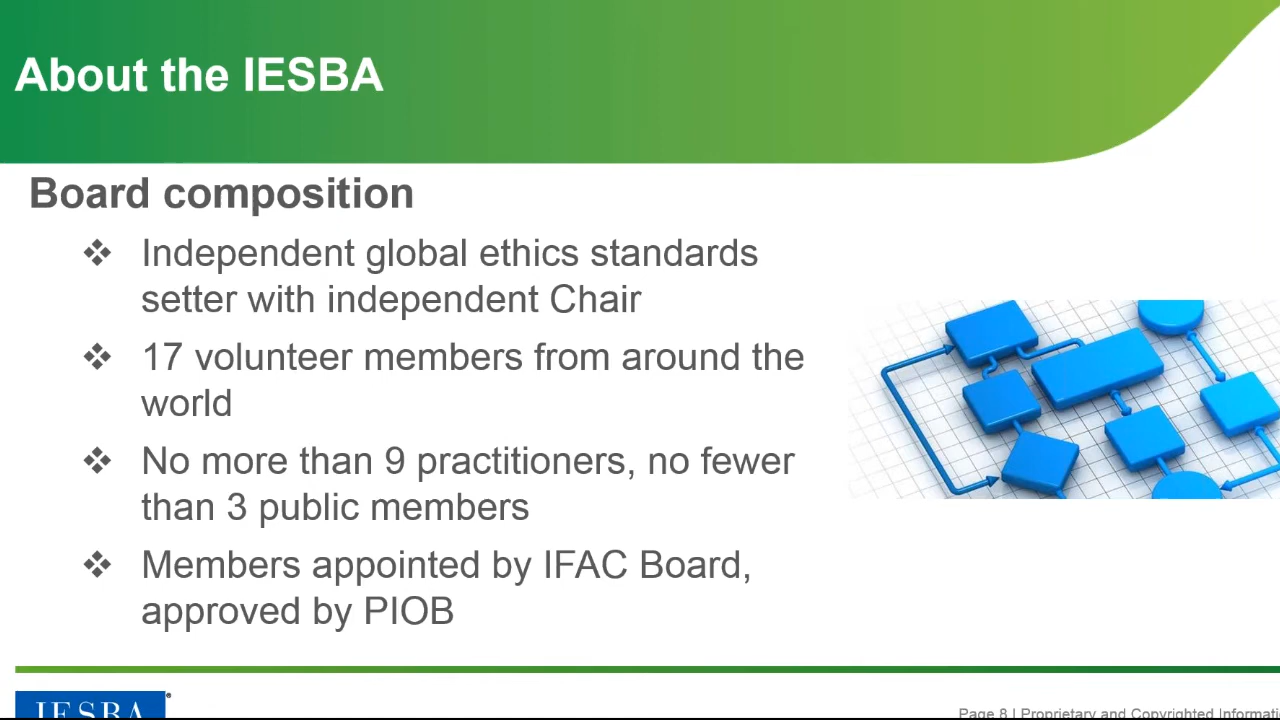 About the IESBA
Board composition
❖ Independent global ethics standards
setter with independent Chair
❖ 17 volunteer members from around the
world
❖ No more than 9 practitioners, no fewer
than 3 public members
❖ Members appointed by IFAC Board,
approved by PIOB
IESBA®
Page 8 | Proprietary and Copyrighted Informati